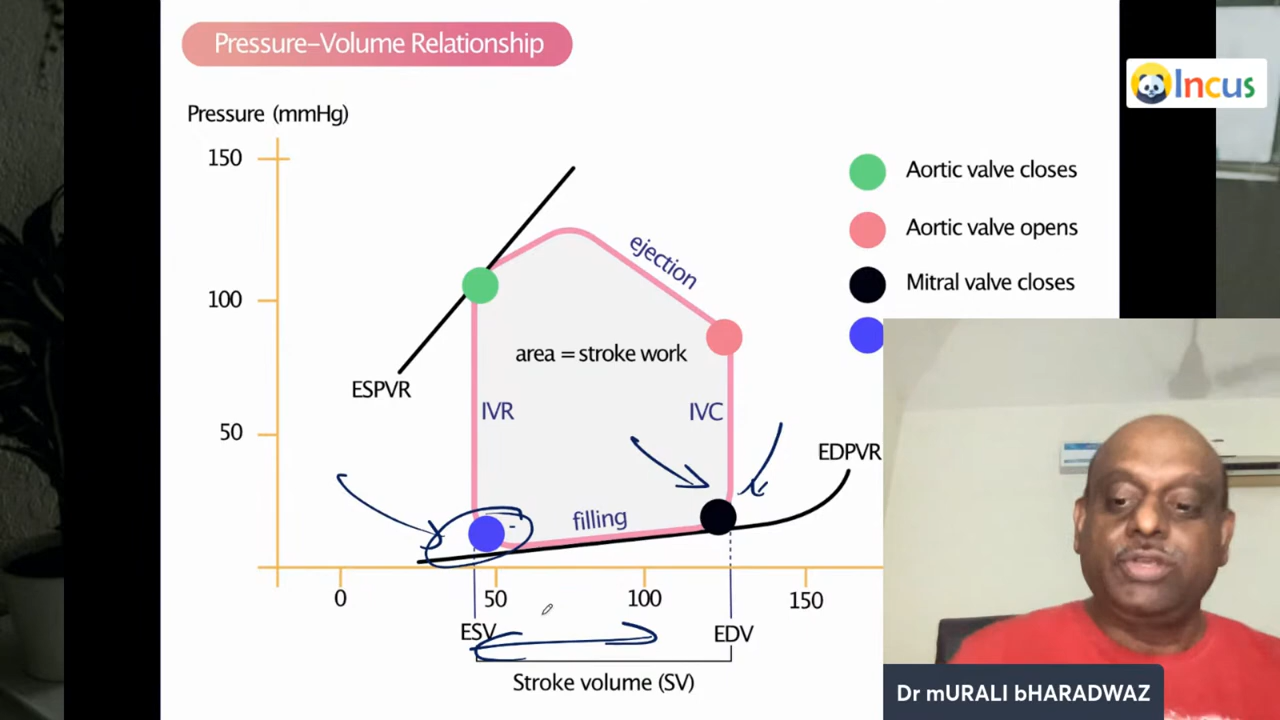 Pressure–Volume Relationship
Incus
Pressure (mmHg)
150
Aortic valve closes
Aortic valve opens
ejection
Mitral valve closes
100
area = stroke work
ESPVR
IVR
IVC
50
EDPVR
filling
0
50
100
150
ESV
EDV
Stroke volume (SV)
Dr mURALI bHARADWAZ